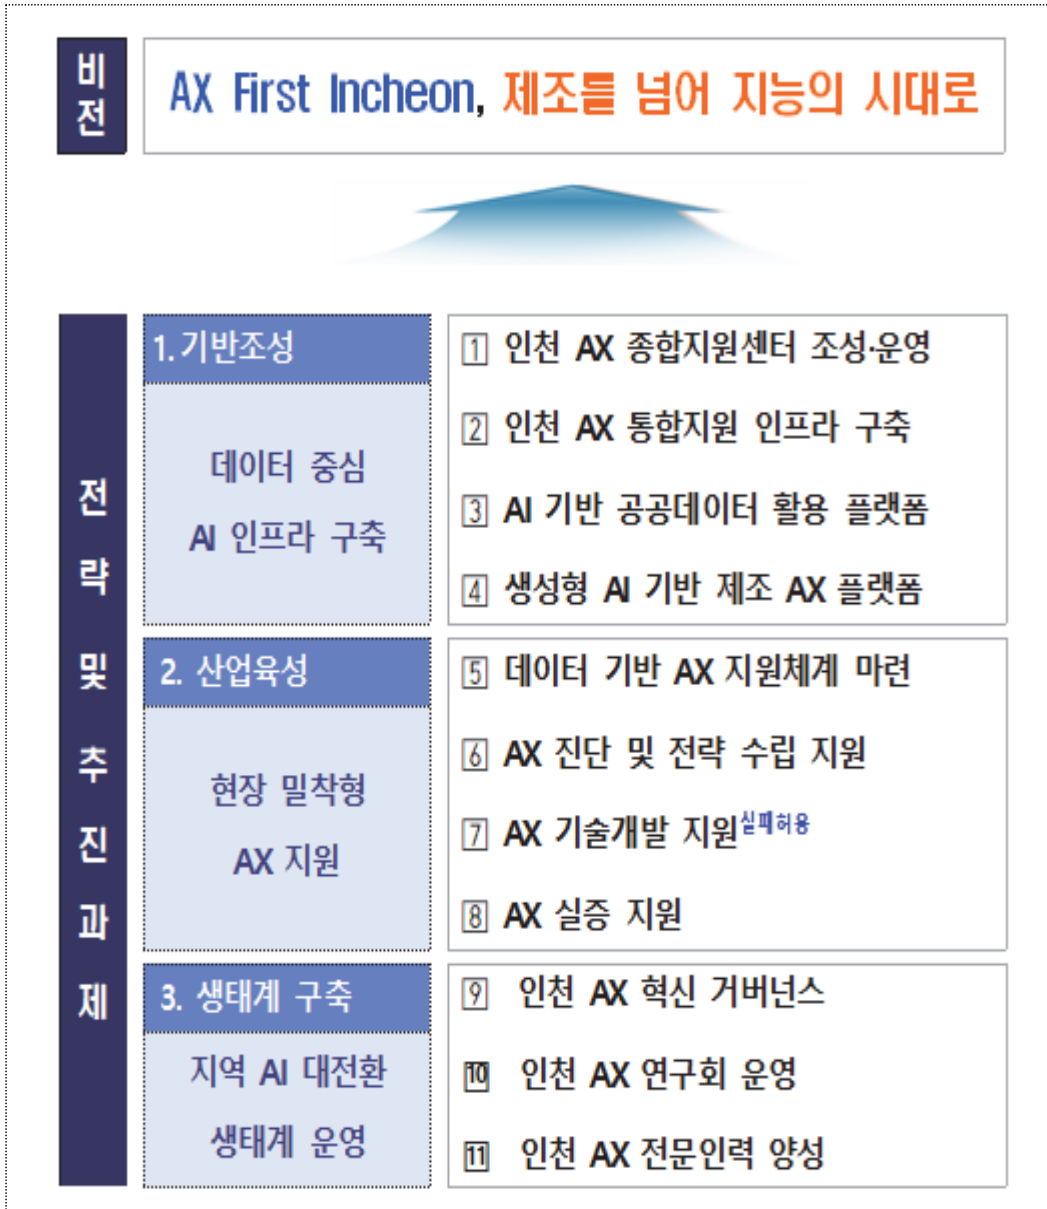 비전
AX First Incheon, 제조를 넘어 지능의 시대로
전략 및 추진과제
1. 기반조성
데이터 중심
AI 인프라 구축
1 인천 AX 종합지원센터 조성·운영
2 인천 AX 통합지원 인프라 구축
3 AI 기반 공공데이터 활용 플랫폼
4 생성형 AI 기반 제조 AX 플랫폼
2. 산업육성
현장 밀착형
AX 지원
5 데이터 기반 AX 지원체계 마련
6 AX 진단 및 전략 수립 지원
7 AX 기술개발 지원실패허용
8 AX 실증 지원
3. 생태계 구축
지역 AI 대전환
생태계 운영
9 인천 AX 혁신 거버넌스
10 인천 AX 연구회 운영
11 인천 AX 전문인력 양성